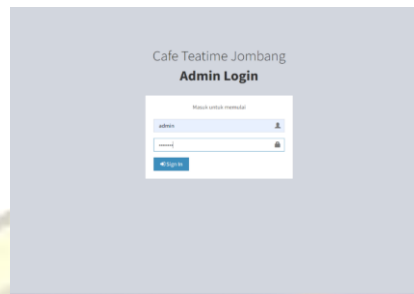 Cafe Teatime Jombang
Admin Login
Masuk untuk memulai
admin
Sign In